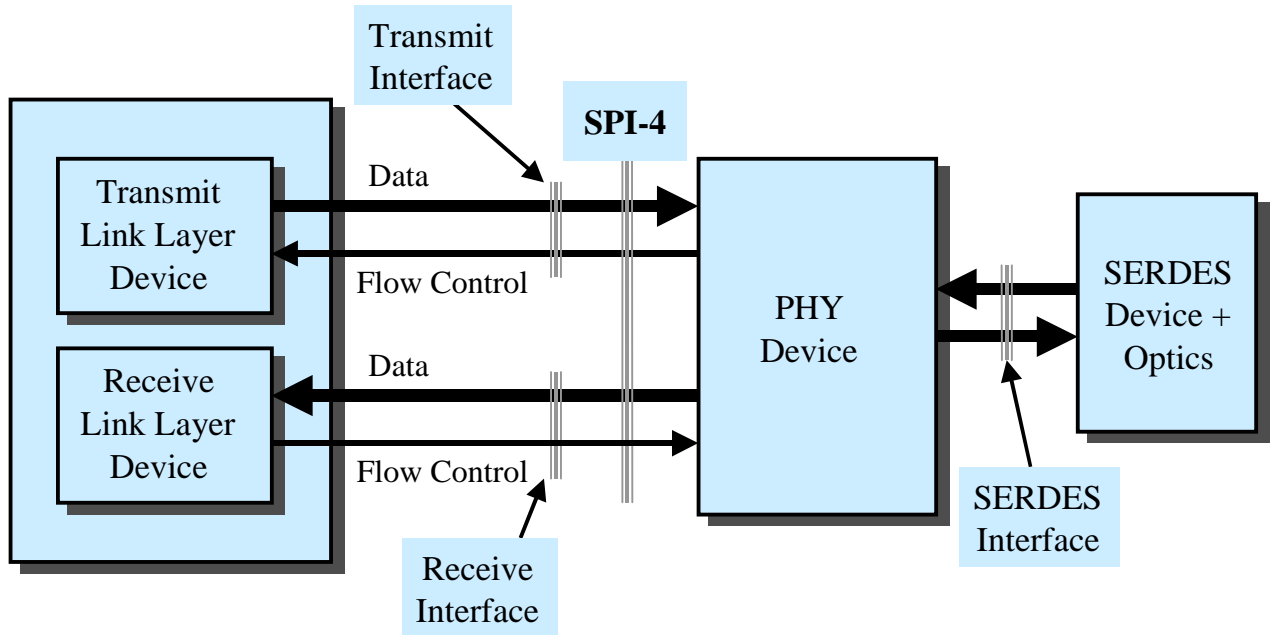 Transmit
Interface
SPI-4
Transmit
Link Layer
Device
Data
Flow Control
Receive
Link Layer
Device
Data
Flow Control
PHY
Device
SERDES
Device +
Optics
Receive
Interface
SERDES
Interface